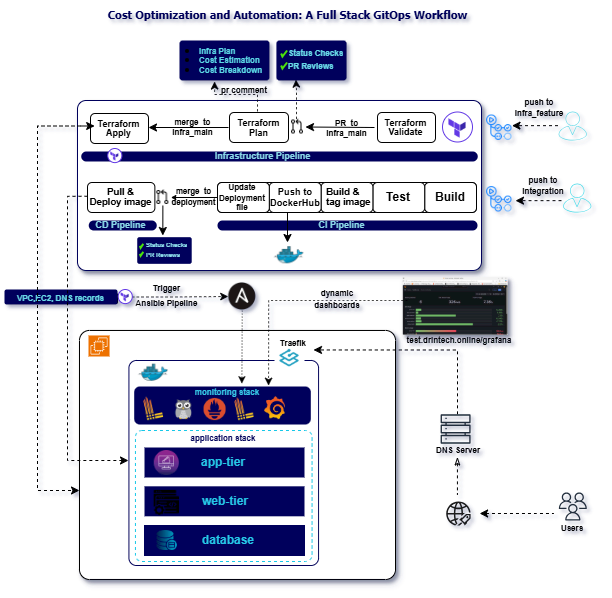 Cost Optimization and Automation: A Full Stack GitOps Workflow
Infra Plan
Cost Estimation
Cost Breakdown
Status Checks
PR Reviews
pr comment
push to
infra_feature
Terraform
Apply
merge to
infra_main
Terraform
Plan
PR to
infra_main
Terraform
Validate
Infrastructure Pipeline
push to
integration
Pull &
Deploy image
merge to
deployment
Update
Deployment
file
Push to
DockerHub
Build &
tag image
Test
Build
CD Pipeline
CI Pipeline
Status Checks
PR Reviews
VPC,EC2, DNS records
Trigger
Ansible Pipeline
A
dynamic
dashboards
test.drintech.online/grafana
Traefik
monitoring stack
application stack
app-tier
web-tier
database
DNS Server
Users